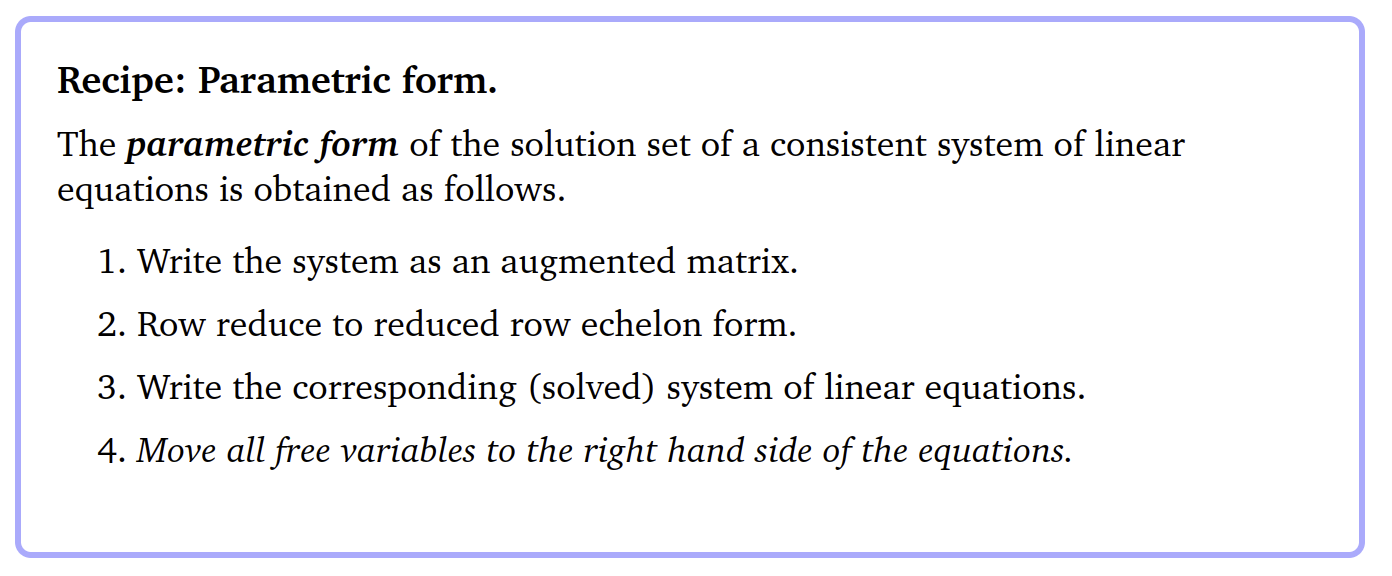 Recipe: Parametric form.
The parametric form of the solution set of a consistent system of linear
equations is obtained as follows.
1. Write the system as an augmented matrix.
2. Row reduce to reduced row echelon form.
3. Write the corresponding (solved) system of linear equations.
4. Move all free variables to the right hand side of the equations.